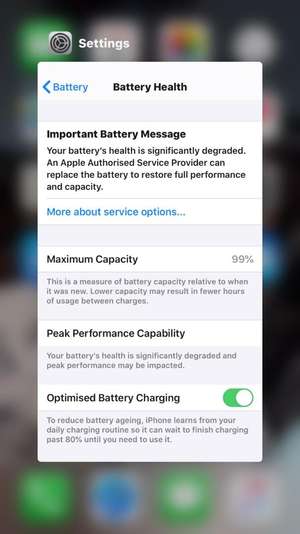 Settings
Battery
Battery Health
Important Battery Message
Your battery's health is significantly degraded.
An Apple Authorised Service Provider can
replace the battery to restore full performance
and capacity.
More about service options...
Maximum Capacity 99%
This is a measure of battery capacity relative to when
it was new. Lower capacity may result in fewer hours
of usage between charges.
Peak Performance Capability
Your battery's health is significantly degraded and
peak performance may be impacted.
Optimised Battery Charging
To reduce battery ageing, iPhone learns from your
daily charging routine so it can wait to finish charging
past 80% until you need to use it.